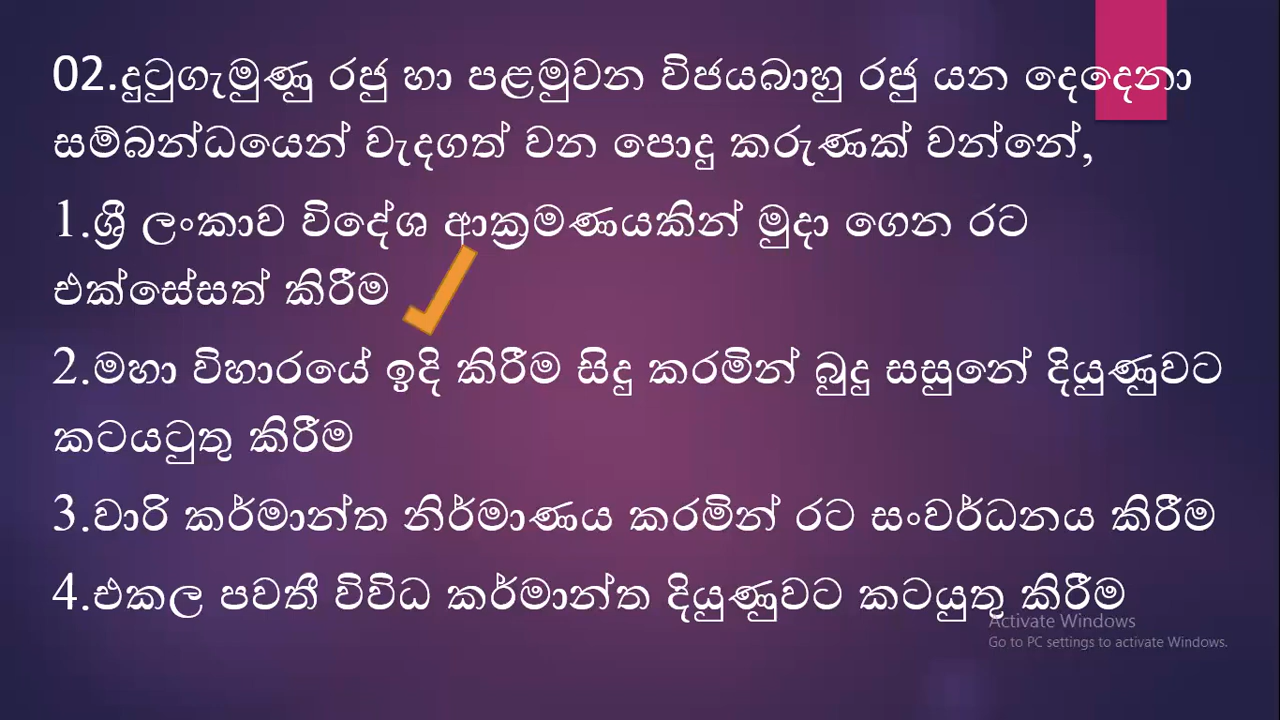 02.දුටුගැමුණු රජු හා පළමුවන විජයබාහු රජු යන දෙදෙනා
සම්බන්ධයෙන් වැදගත් වන පොදු කරුණක් වන්නේ,
1.ශ්‍රී ලංකාව විදේශ ආක්‍රමණයකින් මුදා ගෙන රට
එක්සේසත් කිරීම
2.මහා විහාරයේ ඉදි කිරීම සිදු කරමින් බුදු සසුනේ දියුණුවට
කටයටුතු කිරීම
3.වාරි කර්මාන්ත නිර්මාණය කරමින් රට සංවර්ධනය කිරීම
4.එකල පවතී විවිධ කර්මාන්ත දියුණුවට කටයුතු කිරීම
Activate Windows
Go to PC settings to activate Windows.